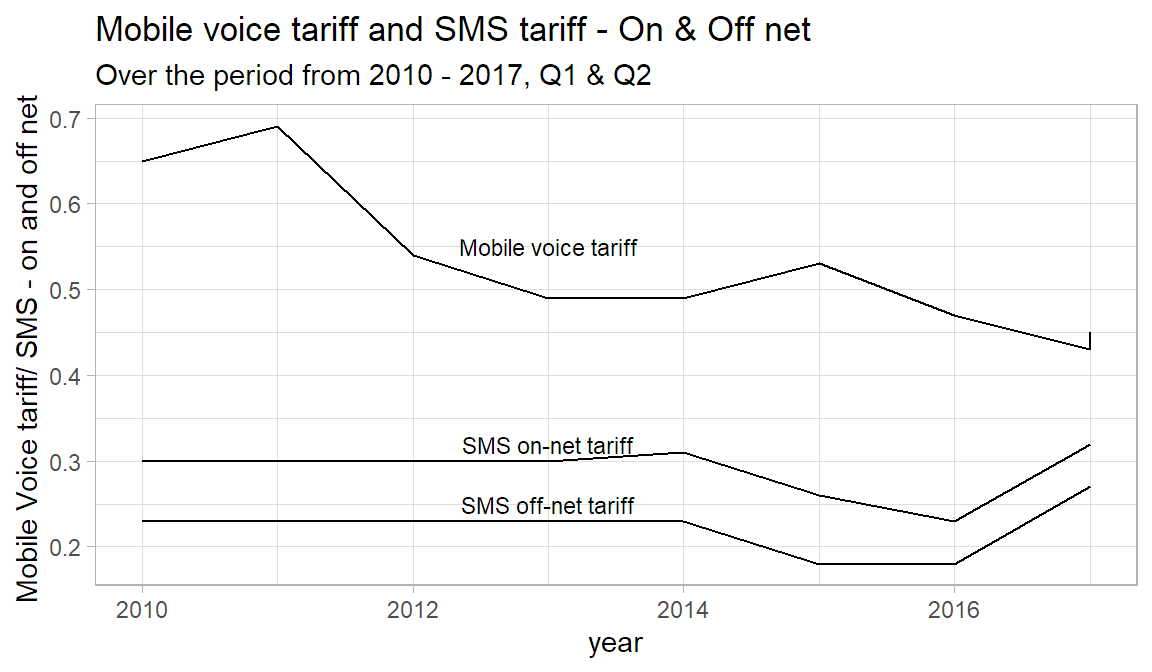 Mobile voice tariff and SMS tariff - On & Off net
Over the period from 2010 - 2017, Q1 & Q2
Mobile Voice tariff/ SMS - on and off net
0.7
0.6
0.5
0.4
0.3
0.2
Mobile voice tariff
SMS on-net tariff
SMS off-net tariff
2010 2012 2014 2016
year